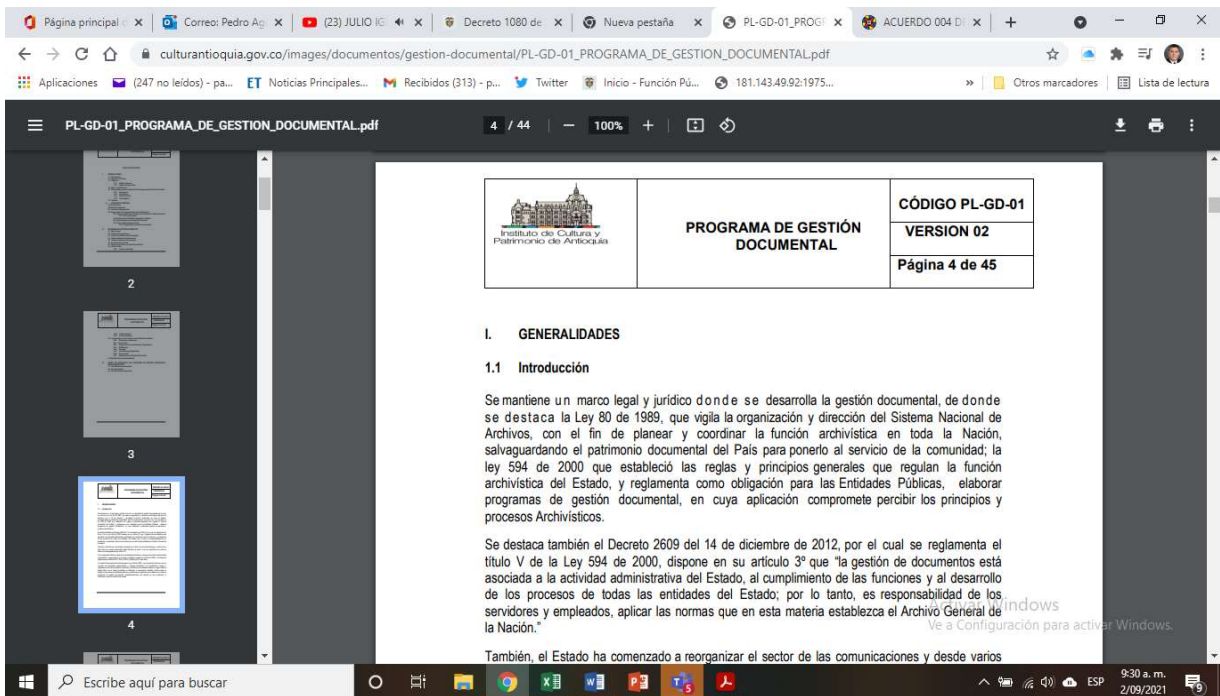 Página principal
Correo: Pedro Ag
(23) JULIO IG
Decreto 1080 de
Nueva pestaña
PL-GD-01_PROG
ACUERDO 004 D
culturantioquia.gov.co/images/documentos/gestion-documental/PL-GD-01_PROGRAMA_DE_GESTION_DOCUMENTAL.pdf
Aplicaciones
(247 no leídos) - pa...
ET Noticias Principales...
Recibidos (313) - p...
Twitter
Inicio - Función Pú...
181.143.49.92:1975...
»
Otros marcadores
Lista de lectura
PL-GD-01_PROGRAMA_DE_GESTION_DOCUMENTAL.pdf
4 / 44
100%
2
3
4
Instituto de Cultura y
Patrimonio de Antioquia
PROGRAMA DE GESTIÓN
DOCUMENTAL
CÓDIGO PL-GD-01
VERSION 02
Página 4 de 45
I. GENERALIDADES
1.1 Introducción
Se mantiene un marco legal y jurídico donde se desarrolla la gestión documental, de donde
se destaca la Ley 80 de 1989, que vigila la organización y dirección del Sistema Nacional de
Archivos, con el fin de planear y coordinar la función archivística en toda la Nación,
salvaguardando el patrimonio documental del País para ponerlo al servicio de la comunidad; la
ley 594 de 2000 que estableció las reglas y principios generales que regulan la función
archivística del Estado, y reglamenta como obligación para las Entidades Públicas, elaborar
programas de gestión documental, en cuya aplicación compromete percibir los principios y
procesos Archivísticos.
Se destaca también el Decreto 2609 del 14 de diciembre de 2012, por el cual se reglamenta el
título V de la Ley 594 de 2000, dispone en su artículo 3º que "la gestión de documentos está
asociada a la actividad administrativa del Estado, al cumplimiento de las funciones y al desarrollo
de los procesos de todas las entidades del Estado; por lo tanto, es responsabilidad de los
servidores y empleados, aplicar las normas que en esta materia establezca el Archivo General de
la Nación."
También, el Estado ha comenzado a reorganizar el sector de las comunicaciones y desde varios
Activar Windows
Ve a Configuración para activar Windows.
Escribe aquí para buscar
ESP
9:30 a. m.
2/09/2021